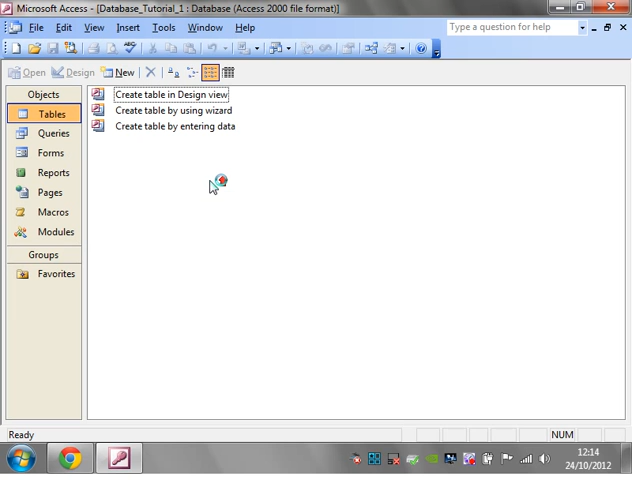 Microsoft Access - [Database_Tutorial_1 : Database (Access 2000 file format)]
File Edit View Insert Tools Window Help
Type a question for help
Open Design New
Objects
Tables
Queries
Forms
Reports
Pages
Macros
Modules
Groups
Favorites
Create table in Design view
Create table by using wizard
Create table by entering data
Ready
NUM
12:14
24/10/2012